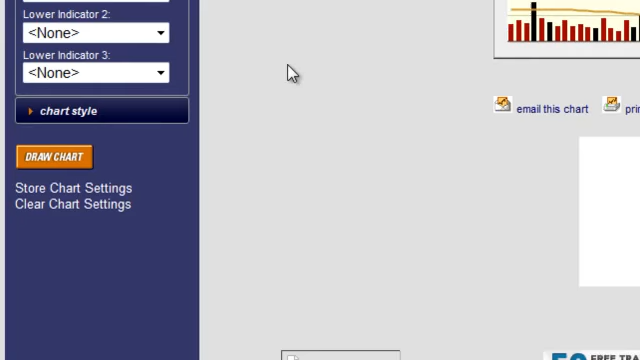 Lower Indicator 2:
<None>
Lower Indicator 3:
<None>
chart style
DRAW CHART
Store Chart Settings
Clear Chart Settings
email this chart
FREE